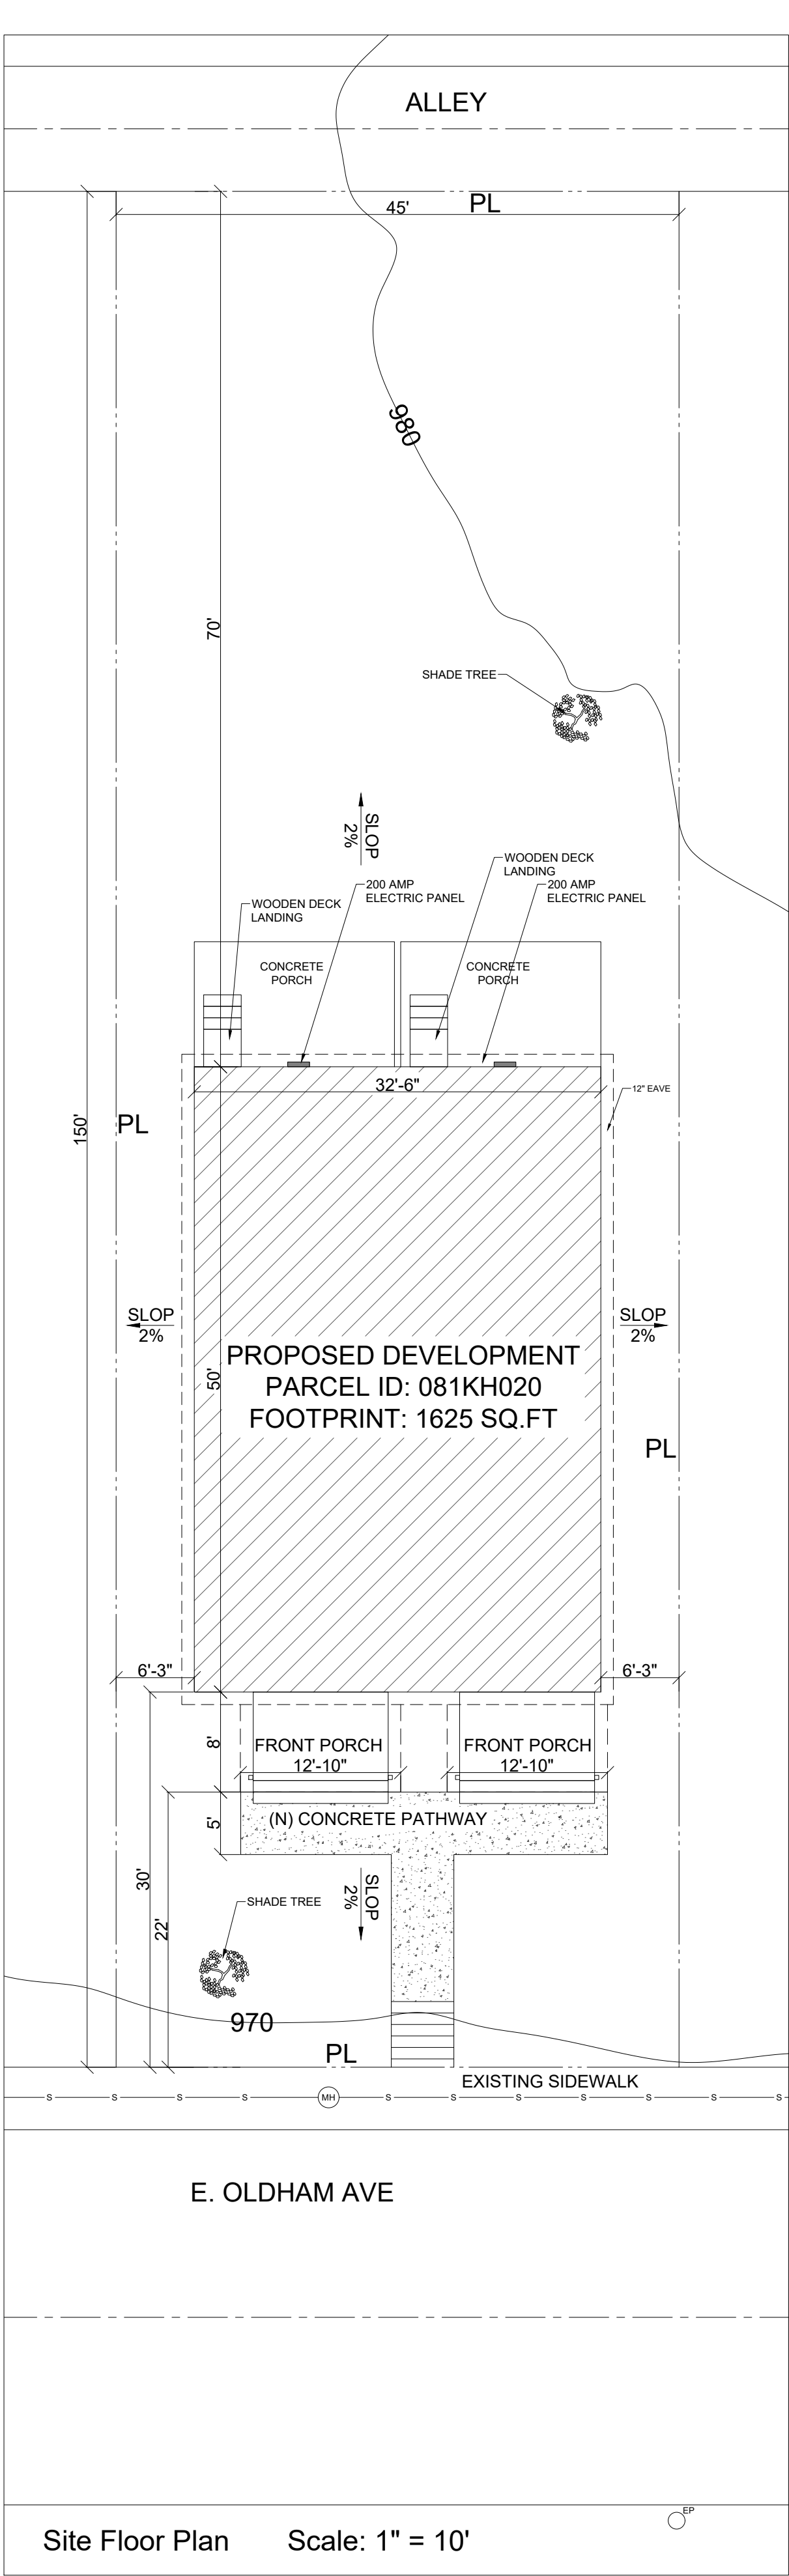 ALLEY
45'
PL
980
70'
SHADE TREE
SLOP
2%
WOODEN DECK
LANDING
200 AMP
ELECTRIC PANEL
WOODEN DECK
LANDING
200 AMP
ELECTRIC PANEL
CONCRETE
PORCH
CONCRETE
PORCH
32'-6"
12" EAVE
150'
PL
SLOP
2%
SLOP
2%
PROPOSED DEVELOPMENT
PARCEL ID: 081KH020
FOOTPRINT: 1625 SQ.FT
50'
PL
6'-3"
6'-3"
8'
FRONT PORCH
12'-10"
FRONT PORCH
12'-10"
5'
(N) CONCRETE PATHWAY
30'
22'
SLOP
2%
SHADE TREE
970
PL
EXISTING SIDEWALK
S S S S MH S S S S S S S
E. OLDHAM AVE
EP
Site Floor Plan Scale: 1" = 10'